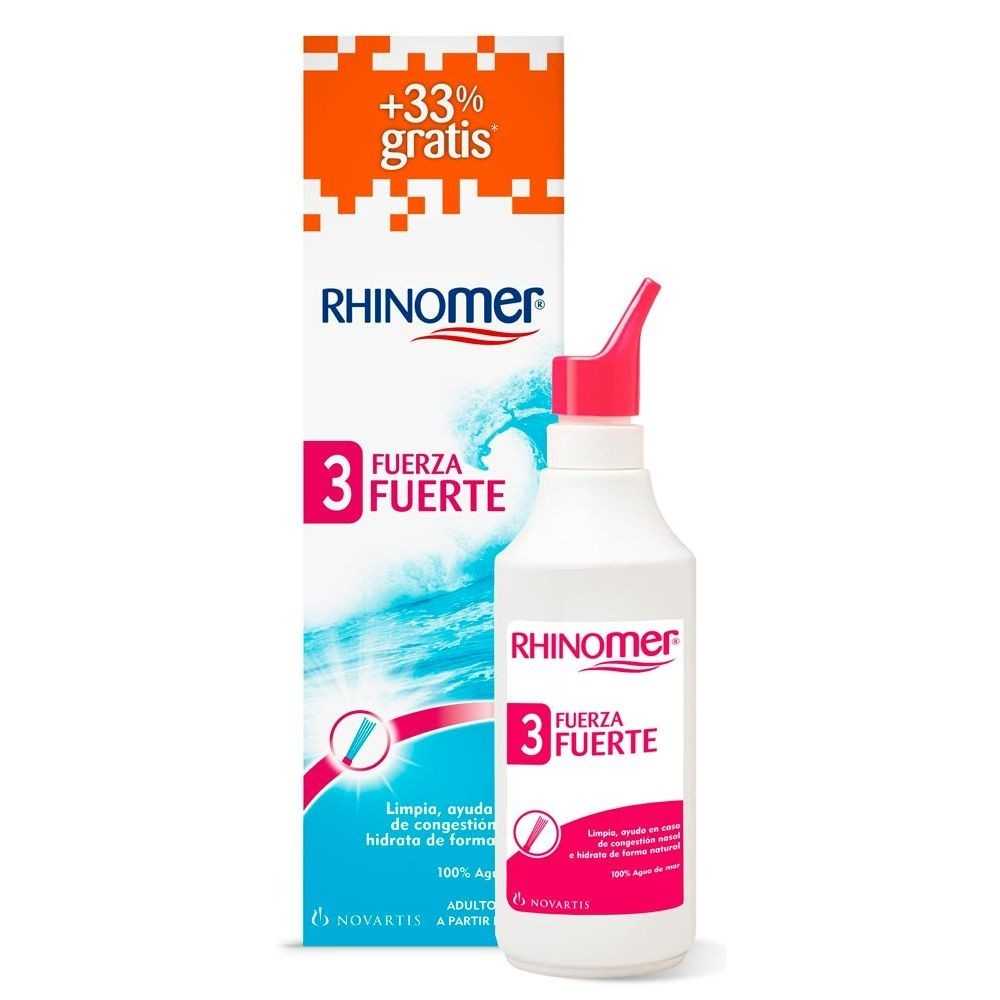 +33%
gratis*
RHINOMER®
3 FUERZA
FUERTE
Limpia, ayuda
de congestión
hidrata de forma
100% Agu
ADULTO
A PARTIR
NOVARTIS
RHINOMER®
3 FUERZA
FUERTE
Limpia, ayuda en caso
de congestión nasal
e hidrata de forma natural
100% Agua de mar
NOVARTIS